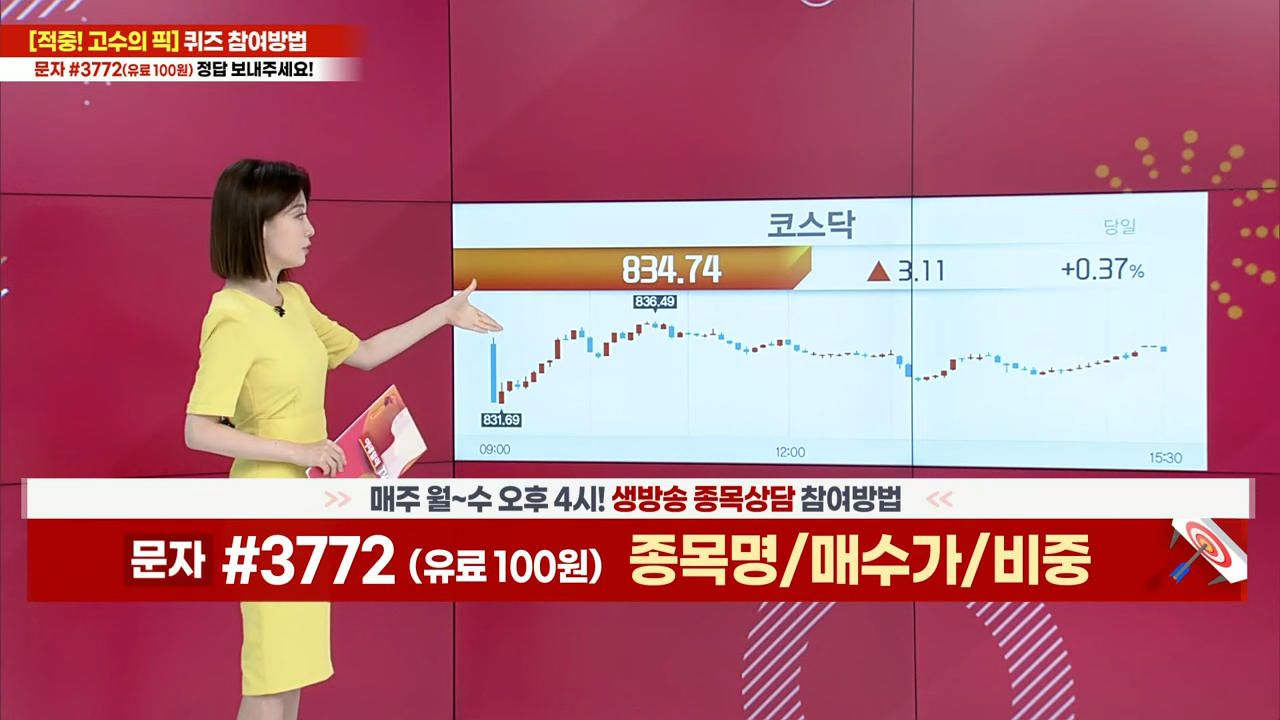 [적중! 고수의 픽] 퀴즈 참여방법
문자 #3772(유료 100원) 정답 보내주세요!
코스닥
당일
834.74 ▲ 3.11 +0.37%
836.49
831.69
09:00 12:00 15:30
매주 월~수 오후 4시! 생방송 종목상담 참여방법
문자 #3772 (유료 100원) 종목명/매수가/비중